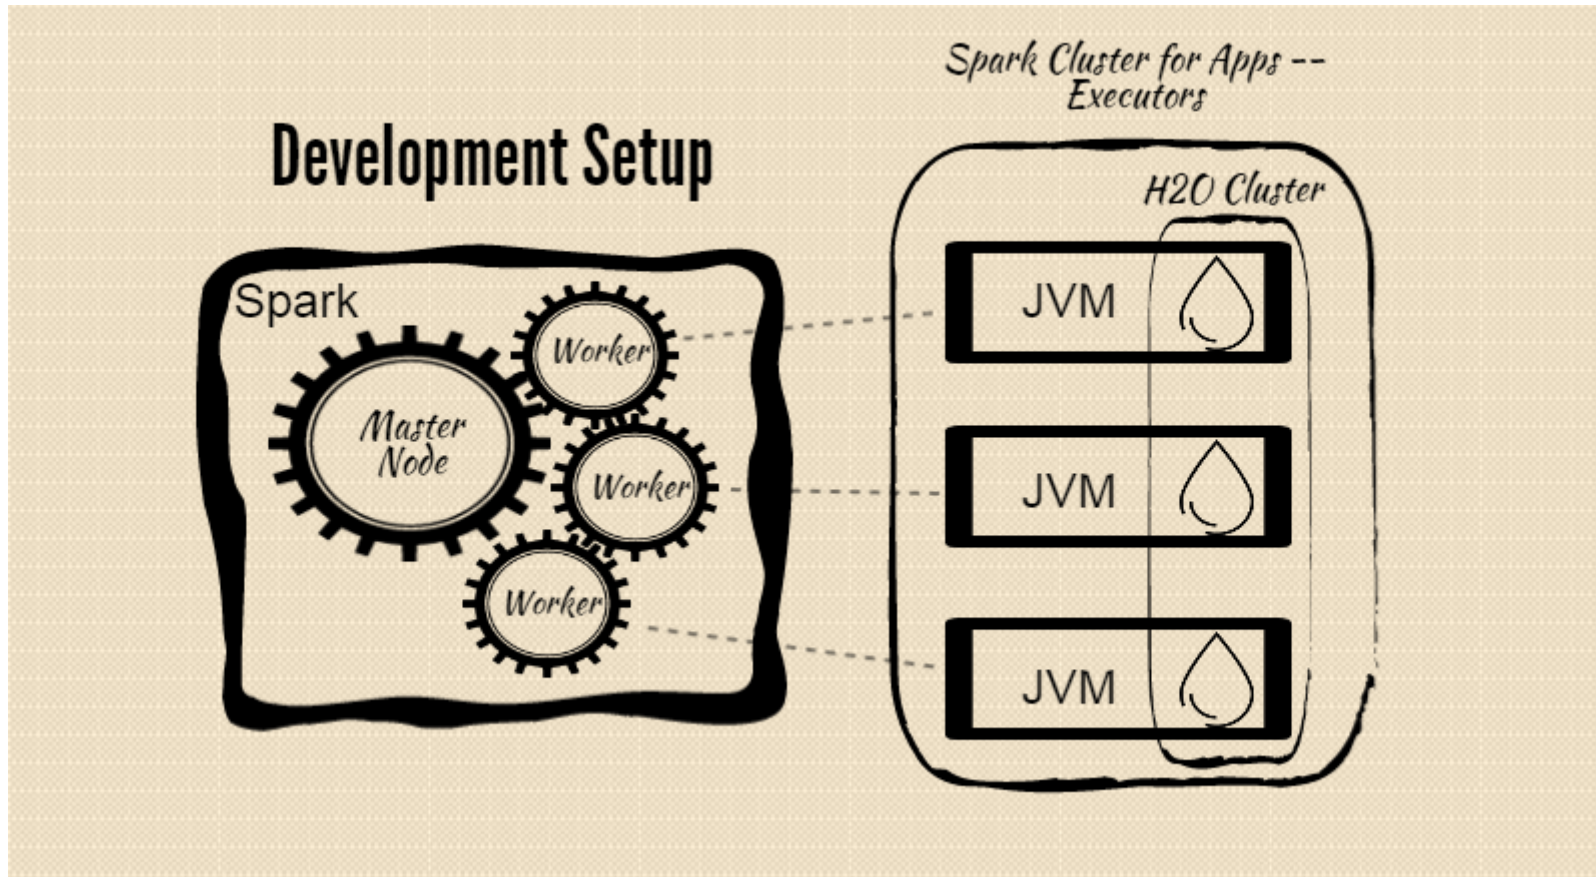 Development Setup
Spark
Master
Node
Worker
Worker
Worker
Spark Cluster for Apps --
Executors
H2O Cluster
JVM
JVM
JVM